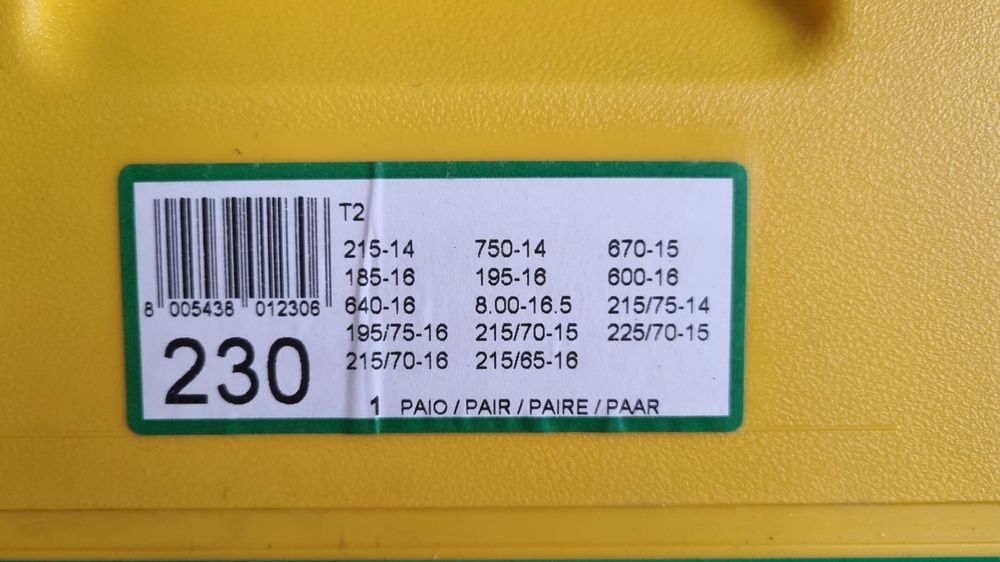 T2
215-14 750-14 670-15
185-16 195-16 600-16
640-16 8.00-16.5 215/75-14
195/75-16 215/70-15 225/70-15
215/70-16 215/65-16
8 005438 012306
230
1 PAIO / PAIR / PAIRE / PAAR